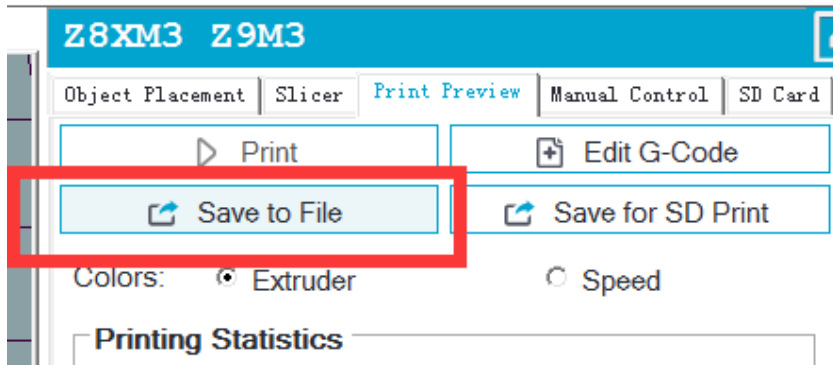 Z8XM3 Z9M3
Object Placement Slicer Print Preview Manual Control SD Card
Print Edit G-Code
Save to File Save for SD Print
Colors: Extruder Speed
Printing Statistics